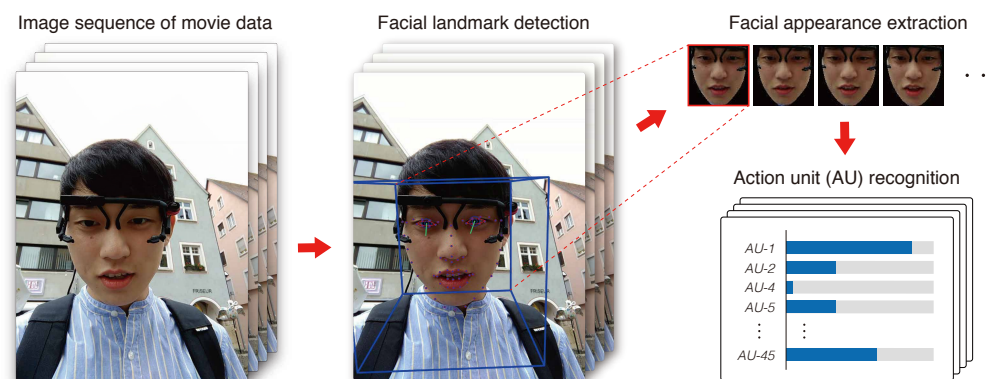 Image sequence of movie data
Facial landmark detection
Facial appearance extraction
. .
Action unit (AU) recognition
AU-1
AU-2
AU-4
AU-5
AU-45
FRISEUR